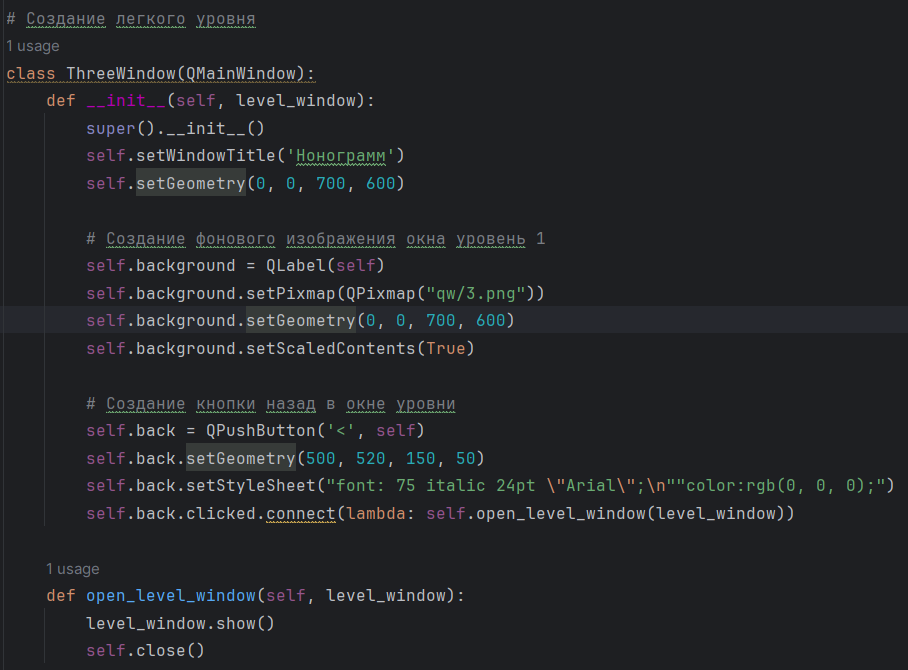 # Создание легкого уровня
1 usage
class ThreeWindow(QMainWindow):
    def __init__(self, level_window):
        super().__init__()
        self.setWindowTitle('Нонограмм')
        self.setGeometry(0, 0, 700, 600)

        # Создание фонового изображения окна уровень 1
        self.background = QLabel(self)
        self.background.setPixmap(QPixmap("qw/3.png"))
        self.background.setGeometry(0, 0, 700, 600)
        self.background.setScaledContents(True)

        # Создание кнопки назад в окне уровни
        self.back = QPushButton('<', self)
        self.back.setGeometry(500, 520, 150, 50)
        self.back.setStyleSheet("font: 75 italic 24pt \"Arial\";\n""color:rgb(0, 0, 0);")
        self.back.clicked.connect(lambda: self.open_level_window(level_window))

    1 usage
    def open_level_window(self, level_window):
        level_window.show()
        self.close()